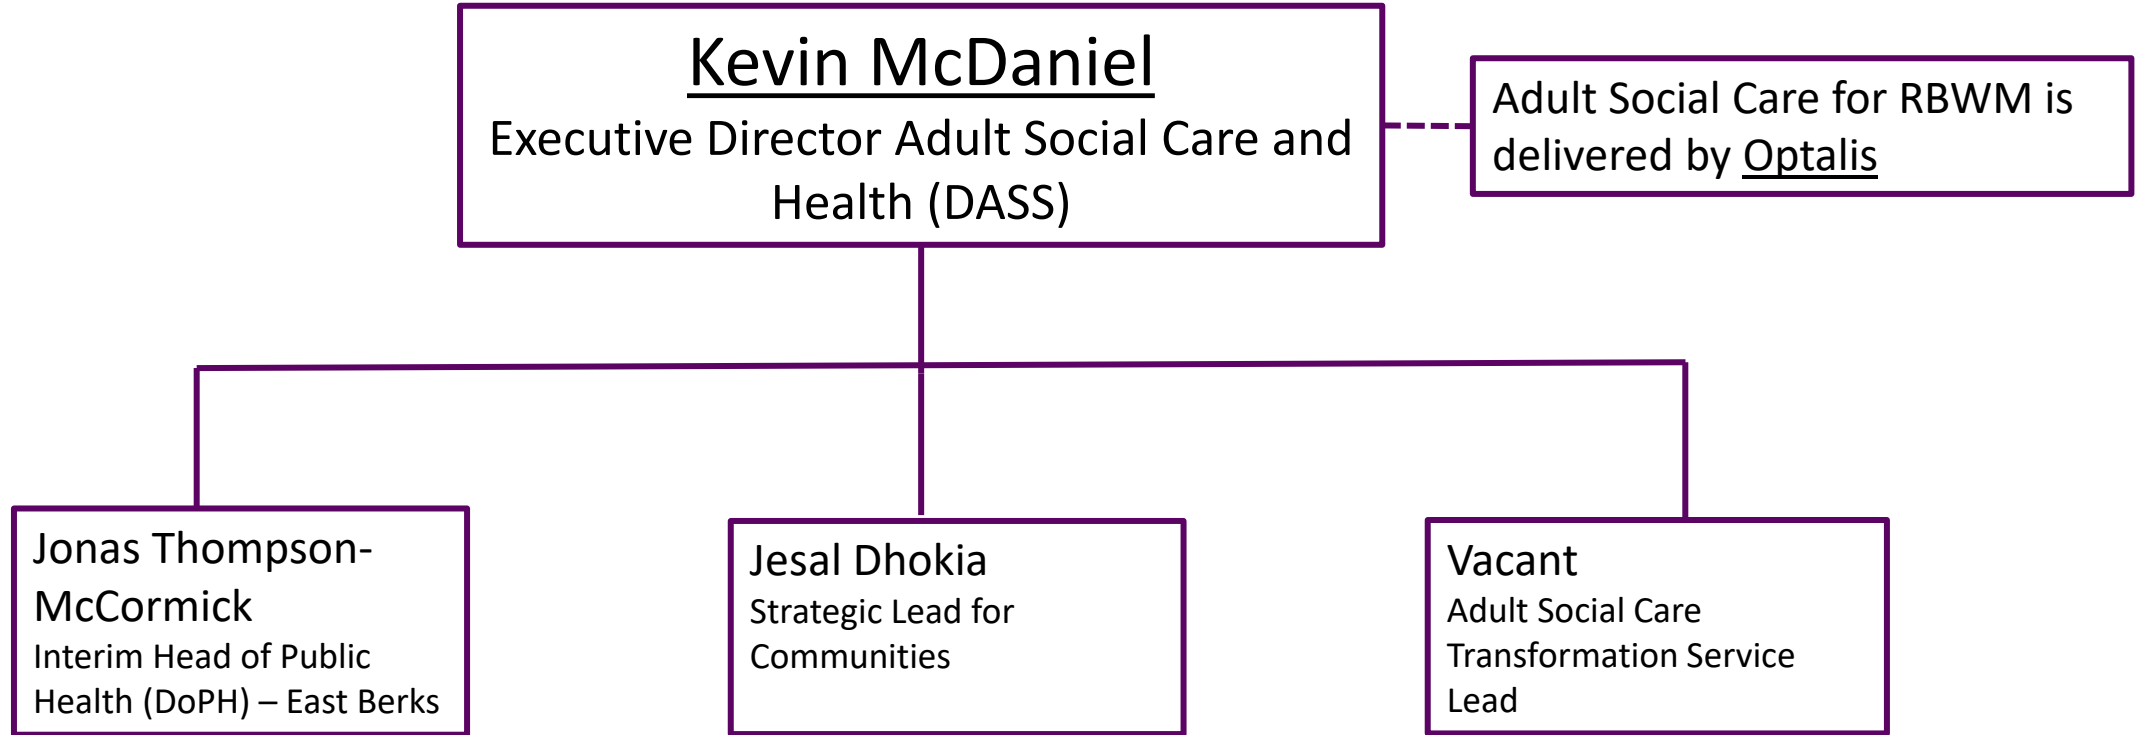 Kevin McDaniel
Executive Director Adult Social Care and
Health (DASS)
Adult Social Care for RBWM is
delivered by Optalis
Jonas Thompson-
McCormick
Interim Head of Public
Health (DoPH) – East Berks
Jesal Dhokia
Strategic Lead for
Communities
Vacant
Adult Social Care
Transformation Service
Lead